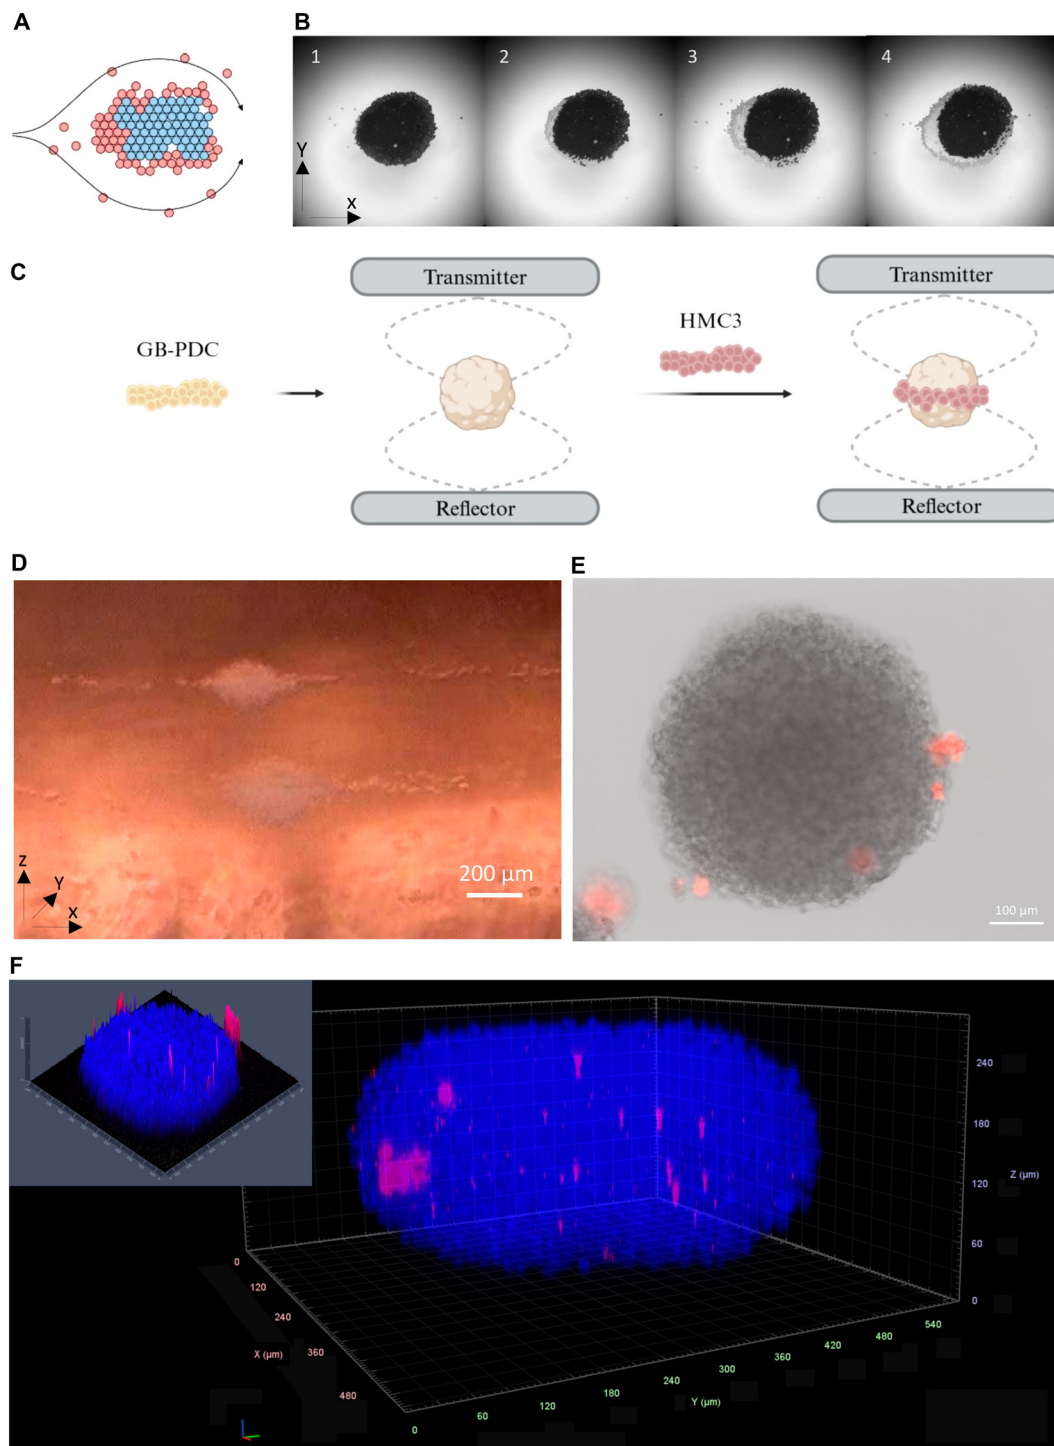 A
B
1
2
3
4
Y
X
C
Transmitter
Transmitter
HMC3
GB-PDC
Reflector
Reflector
D
E
Z
Y
X
200 µm
100 µm
F
240
180
Z (µm)
120
60
0
0
120
240
X (µm)
360
480
540
480
420
360
300
240
Y (µm)
180
120
60
0